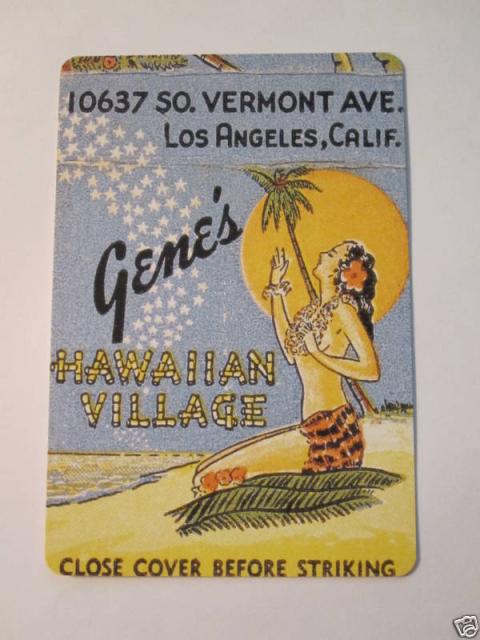 10637 SO. VERMONT AVE.
LOS ANGELES, CALIF.
Gene's
HAWAIIAN
VILLAGE
CLOSE COVER BEFORE STRIKING